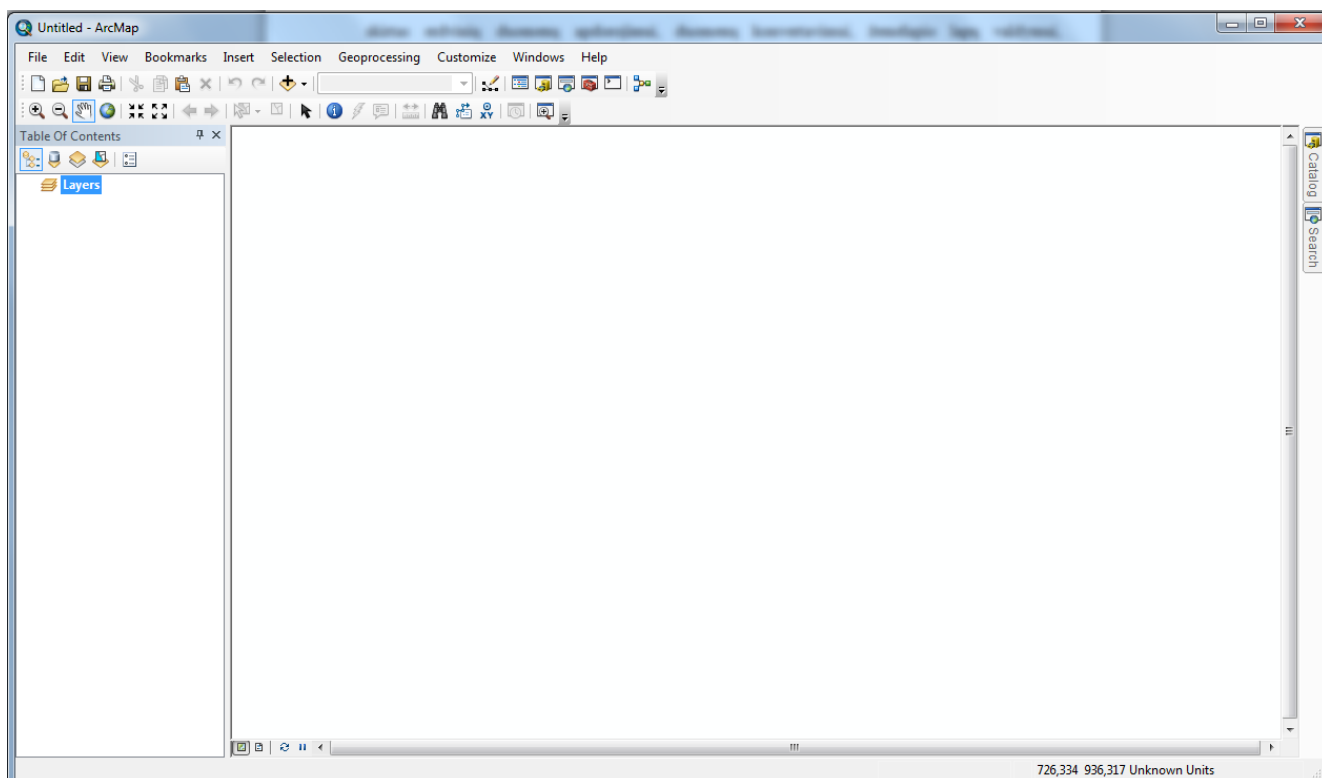 Untitled - ArcMap
File Edit View Bookmarks Insert Selection Geoprocessing Customize Windows Help
Table Of Contents
Layers
Catalog
Search
726,334 936,317 Unknown Units